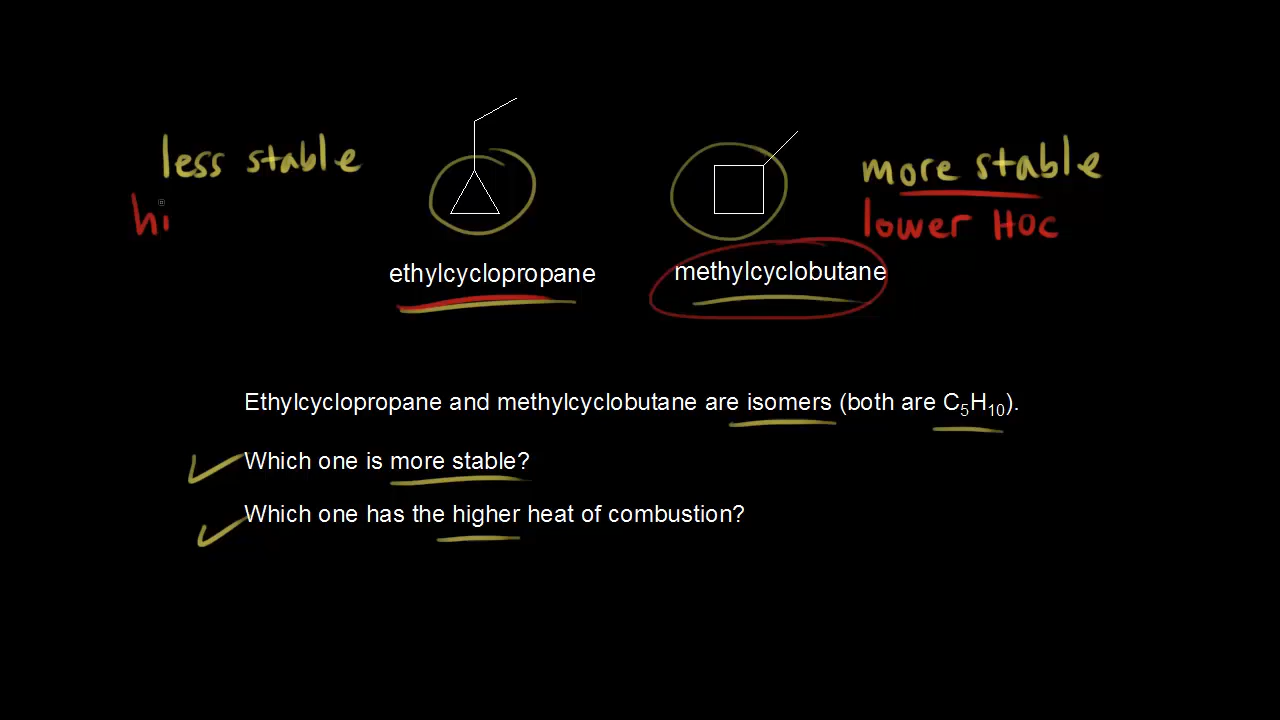 less stable
hi
more stable
lower HOC
ethylcyclopropane
methylcyclobutane
Ethylcyclopropane and methylcyclobutane are isomers (both are C₅H₁₀).
Which one is more stable?
Which one has the higher heat of combustion?